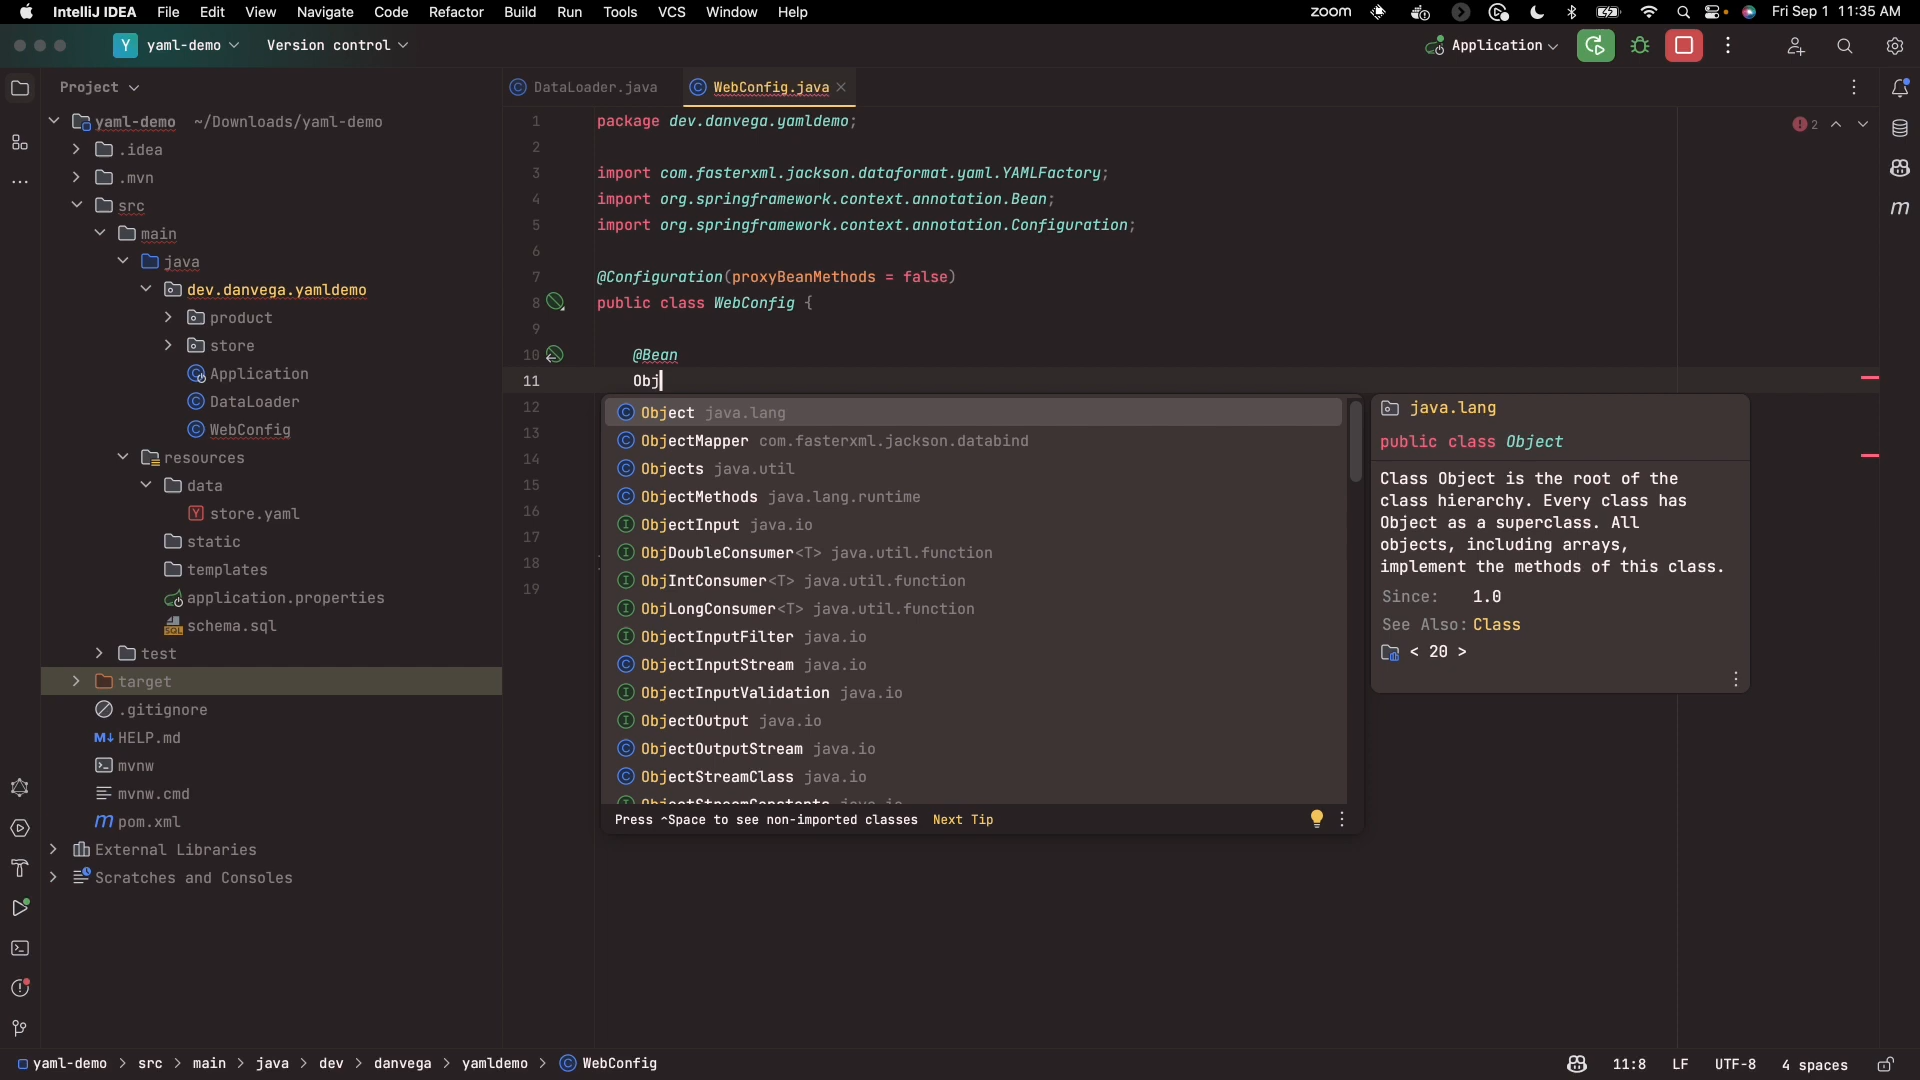 IntelliJ IDEA File Edit View Navigate Code Refactor Build Run Tools VCS Window Help zoom Fri Sep 1 11:35 AM
Y yaml-demo Version control Application
Project
yaml-demo ~/Downloads/yaml-demo
.idea
.mvn
src
main
java
dev.danvega.yamldemo
product
store
Application
DataLoader
WebConfig
resources
data
store.yaml
static
templates
application.properties
schema.sql
test
target
.gitignore
HELP.md
mvnw
mvnw.cmd
pom.xml
External Libraries
Scratches and Consoles
DataLoader.java WebConfig.java
2
1 package dev.danvega.yamldemo;
2
3 import com.fasterxml.jackson.dataformat.yaml.YAMLFactory;
4 import org.springframework.context.annotation.Bean;
5 import org.springframework.context.annotation.Configuration;
6
7 @Configuration(proxyBeanMethods = false)
8 public class WebConfig {
9
10 @Bean
11 Obj
12
13
14
15
16
17
18
19
Object java.lang
ObjectMapper com.fasterxml.jackson.databind
Objects java.util
ObjectMethods java.lang.runtime
ObjectInput java.io
ObjDoubleConsumer<T> java.util.function
ObjIntConsumer<T> java.util.function
ObjLongConsumer<T> java.util.function
ObjectInputFilter java.io
ObjectInputStream java.io
ObjectInputValidation java.io
ObjectOutput java.io
ObjectOutputStream java.io
ObjectStreamClass java.io
ObjectStreamConstants java.io
Press ^Space to see non-imported classes Next Tip
java.lang
public class Object
Class Object is the root of the
class hierarchy. Every class has
Object as a superclass. All
objects, including arrays,
implement the methods of this class.
Since: 1.0
See Also: Class
< 20 >
m
yaml-demo > src > main > java > dev > danvega > yamldemo > WebConfig 11:8 LF UTF-8 4 spaces